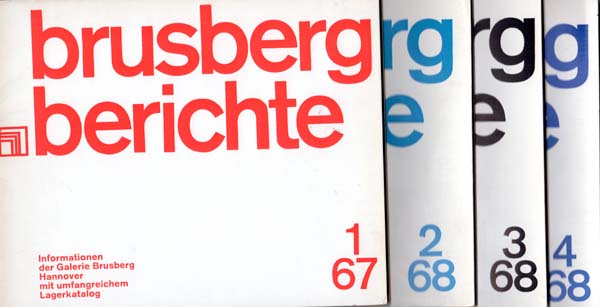 brusberg
berichte
1
67
Informationen
der Galerie Brusberg
Hannover
mit umfangreichem
Lagerkatalog
rg
e
2
68
rg
e
3
68
g
e
4
68